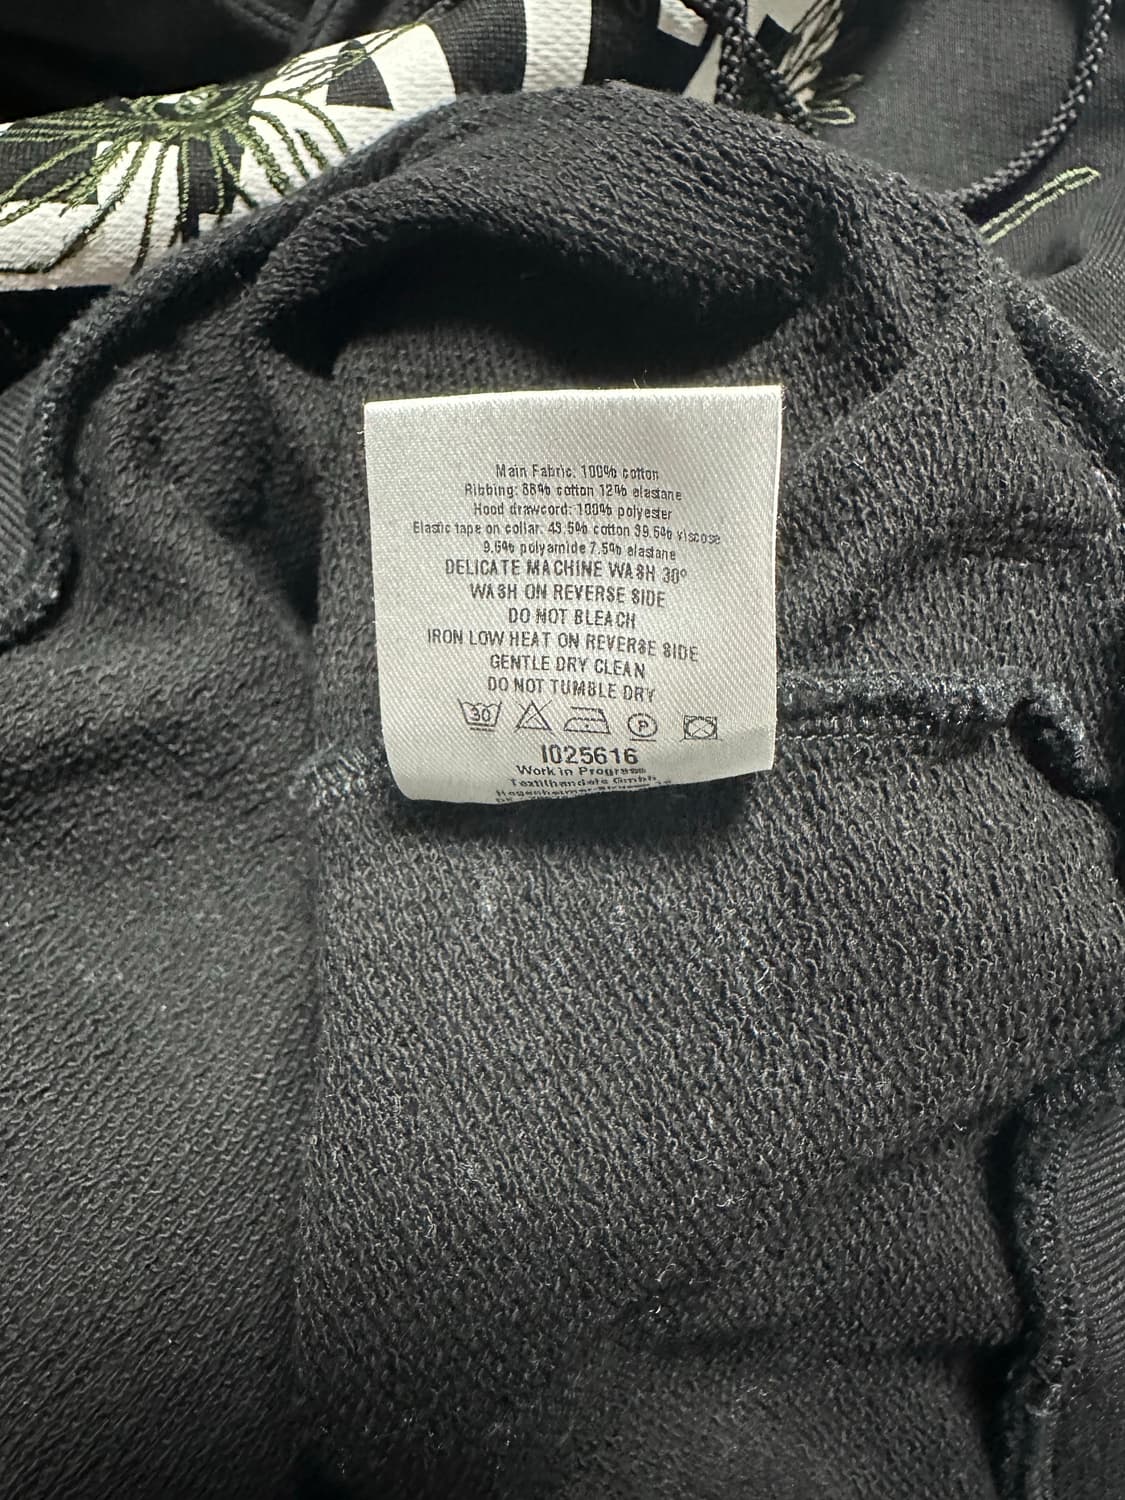 Main Fabric: 100% cotton
Ribbing: 88% cotton 12% elastane
Hood drawcord: 100% polyester
Elastic tape on collar: 43.5% cotton 39.5% viscose
9.5% polyamide 7.5% elastane
DELICATE MACHINE WASH 30°
WASH ON REVERSE SIDE
DO NOT BLEACH
IRON LOW HEAT ON REVERSE SIDE
GENTLE DRY CLEAN
DO NOT TUMBLE DRY
30 P
I025616
Work in Progress
Textilhandels GmbH
Hegenheimer